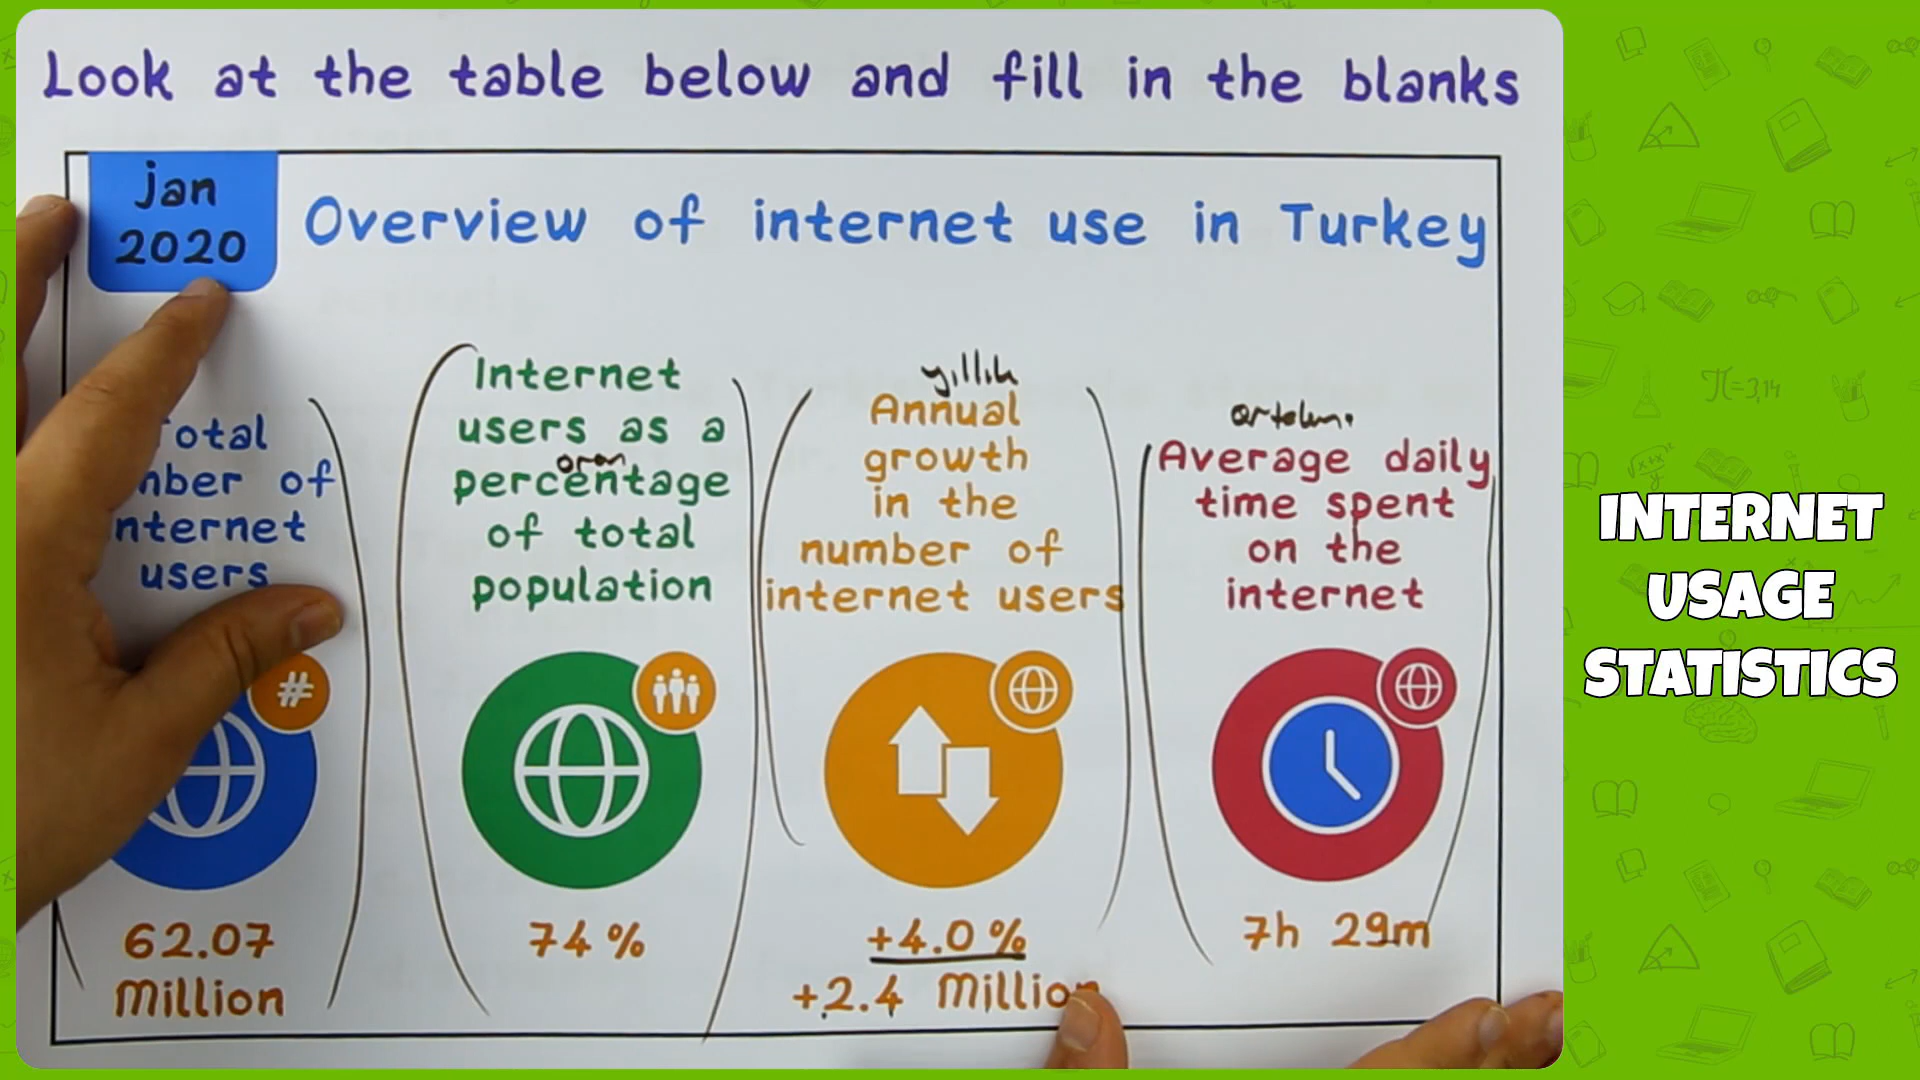 Look at the table below and fill in the blanks
jan
2020
Overview of internet use in Turkey
otal
mber of
nternet
users
#
62.07
Million
Internet
users as a
oran
percentage
of total
population
74%
yıllık
Annual
growth
in the
number of
internet users
+4.0%
+2.4 Million
Average daily
time spent
on the
internet
7h 29m
INTERNET
USAGE
STATISTICS
π=3,14